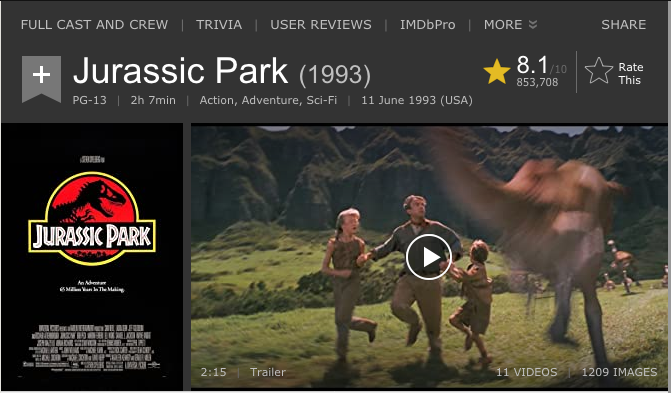 FULL CAST AND CREW | TRIVIA | USER REVIEWS | IMDbPro | MORE SHARE
+ Jurassic Park (1993)
8.1/10
853,708
Rate This
PG-13 | 2h 7min | Action, Adventure, Sci-Fi | 11 June 1993 (USA)
JURASSIC PARK
An Adventure
65 Million Years In The Making.
2:15 | Trailer
11 VIDEOS | 1209 IMAGES